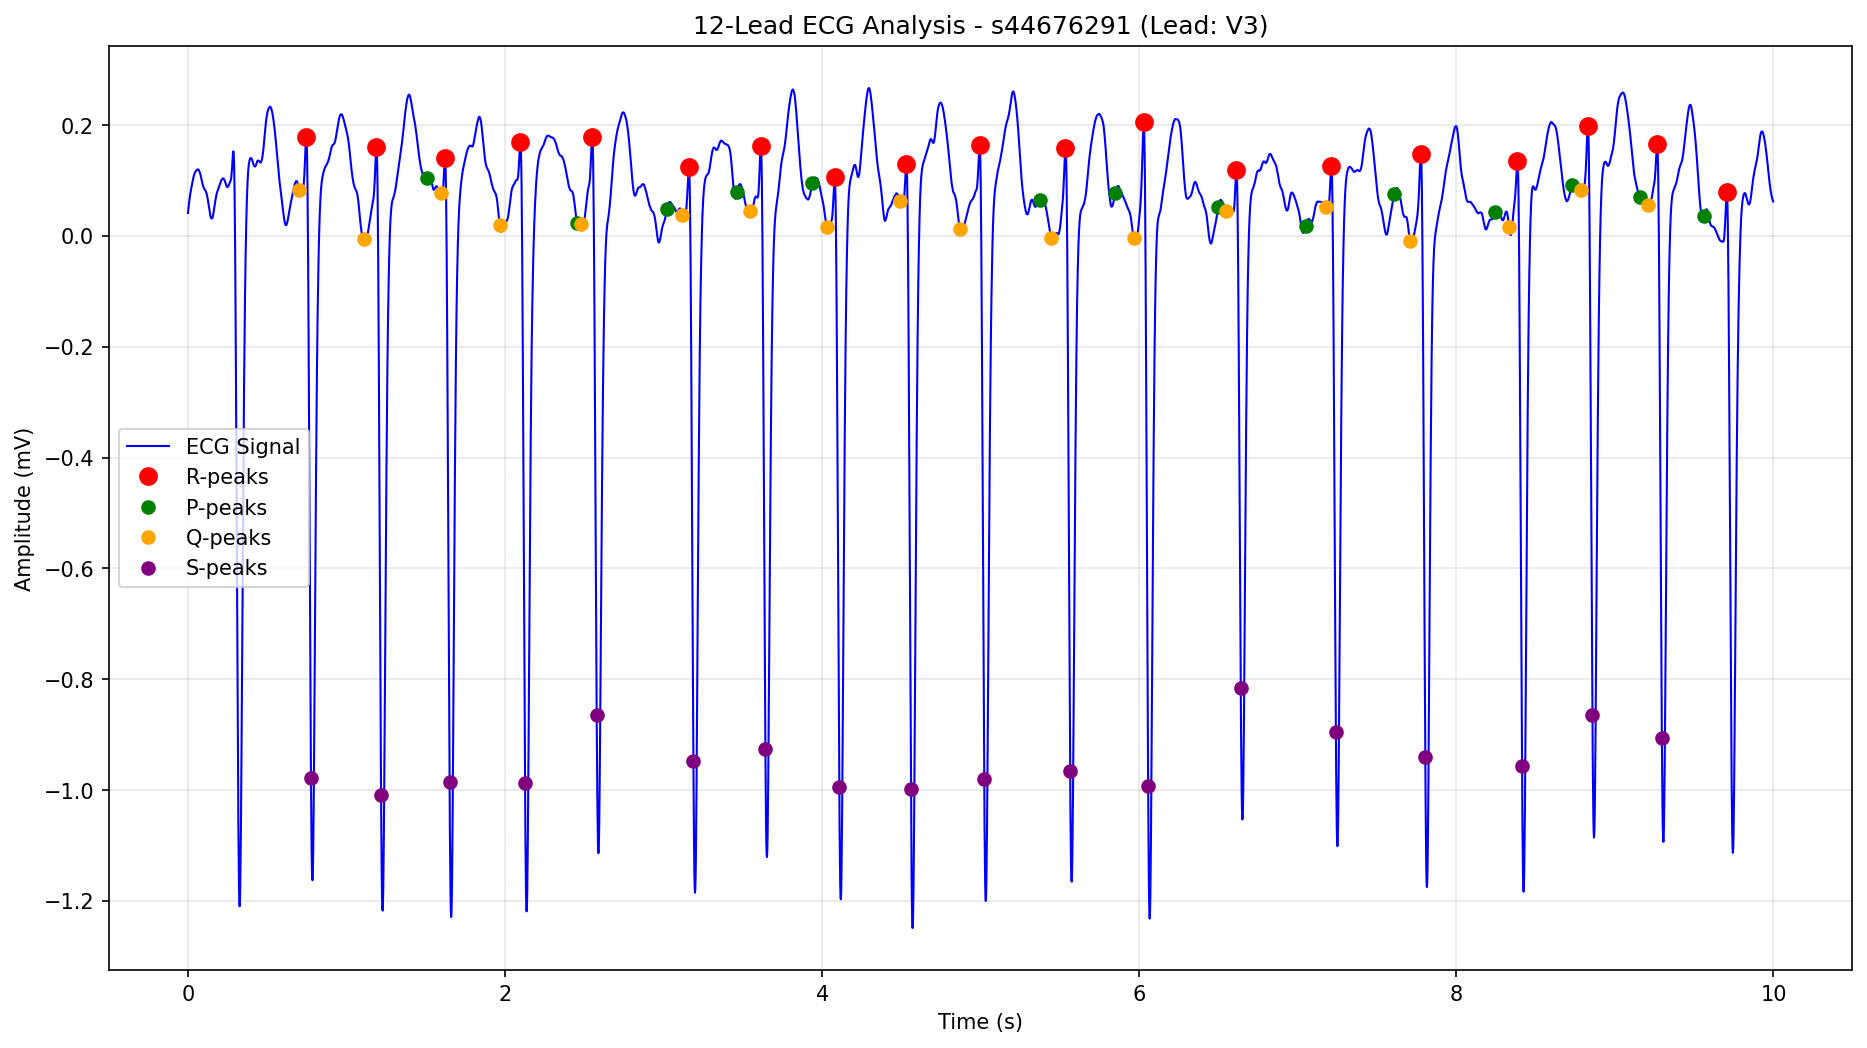 12-Lead ECG Analysis - s44676291 (Lead: V3)
Amplitude (mV)
0.2
0.0
−0.2
−0.4
−0.6
−0.8
−1.0
−1.2
ECG Signal
R-peaks
P-peaks
Q-peaks
S-peaks
0 2 4 6 8 10
Time (s)